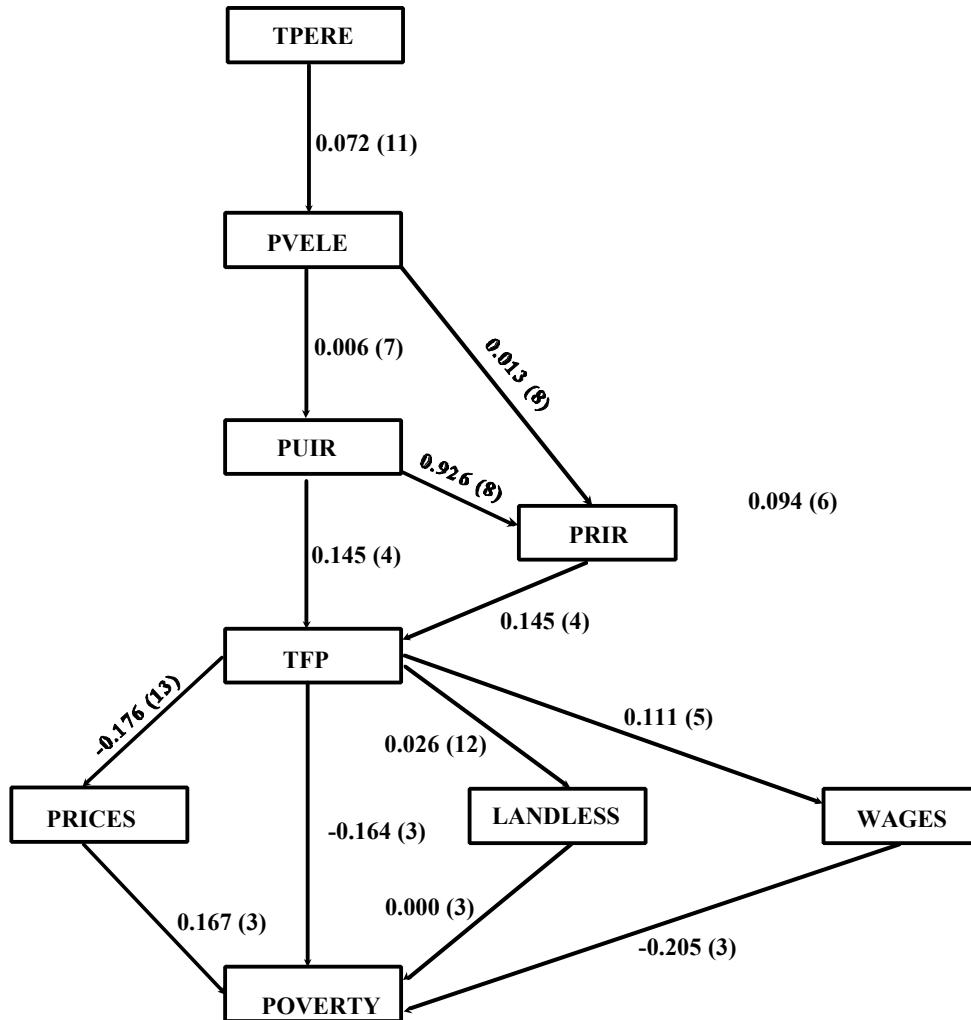 TPERE
0.072 (11)
PVELE
0.006 (7)
0.013 (8)
PUIR
0.926 (8)
0.094 (6)
PRIR
0.145 (4)
0.145 (4)
TFP
-0.176 (13)
0.111 (5)
0.026 (12)
PRICES
-0.164 (3)
LANDLESS
WAGES
0.167 (3)
0.000 (3)
-0.205 (3)
POVERTY